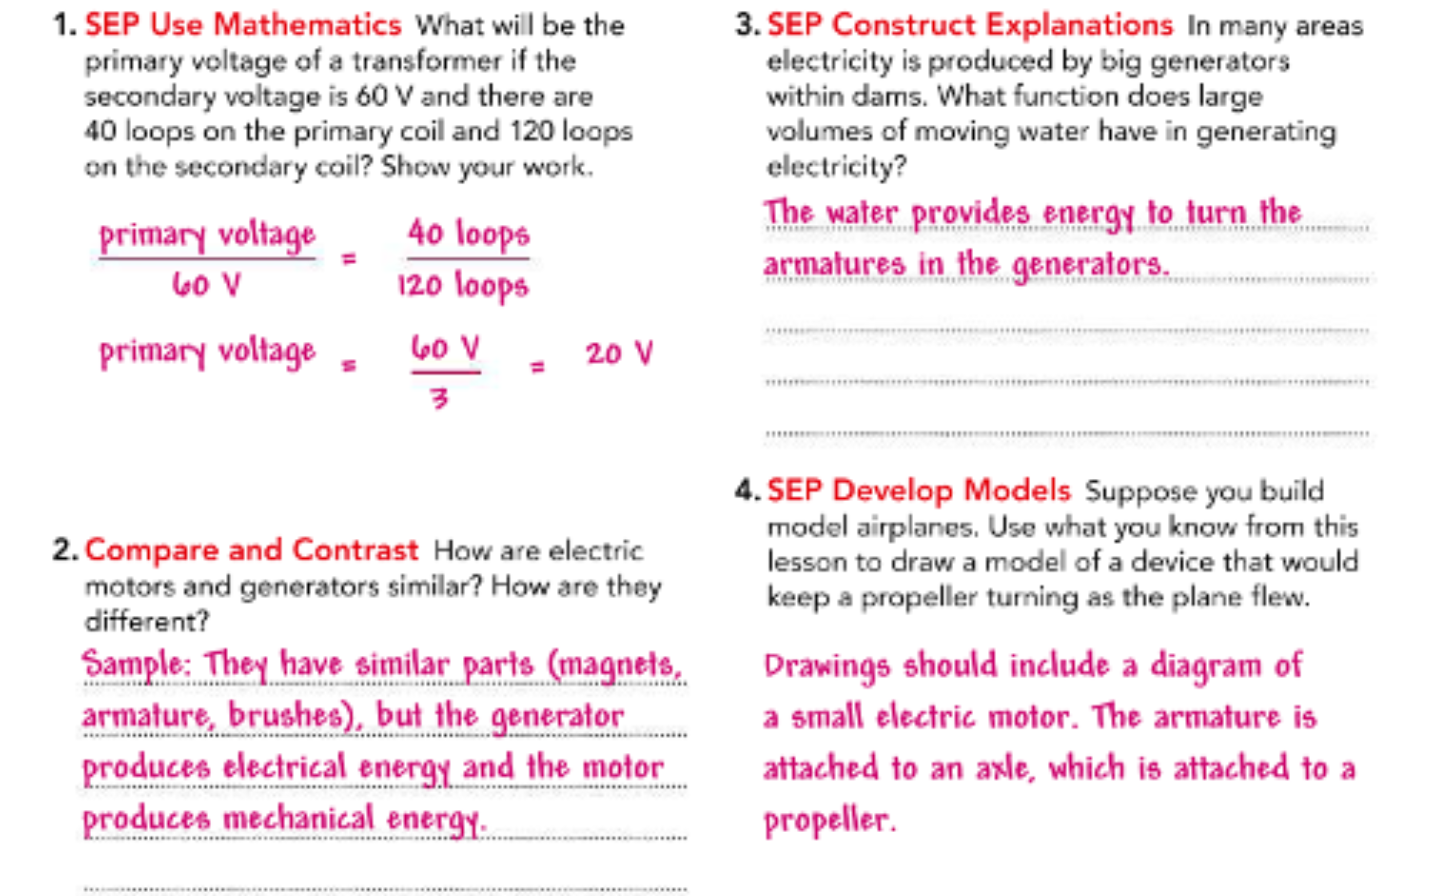 1. SEP Use Mathematics What will be the
primary voltage of a transformer if the
secondary voltage is 60 V and there are
40 loops on the primary coil and 120 loops
on the secondary coil? Show your work.
primary voltage = 40 loops
60 V 120 loops
primary voltage = 60 V = 20 V
3
2. Compare and Contrast How are electric
motors and generators similar? How are they
different?
Sample: They have similar parts (magnets,
armature, brushes), but the generator
produces electrical energy and the motor
produces mechanical energy.
3. SEP Construct Explanations In many areas
electricity is produced by big generators
within dams. What function does large
volumes of moving water have in generating
electricity?
The water provides energy to turn the
armatures in the generators.
4. SEP Develop Models Suppose you build
model airplanes. Use what you know from this
lesson to draw a model of a device that would
keep a propeller turning as the plane flew.
Drawings should include a diagram of
a small electric motor. The armature is
attached to an axle, which is attached to a
propeller.